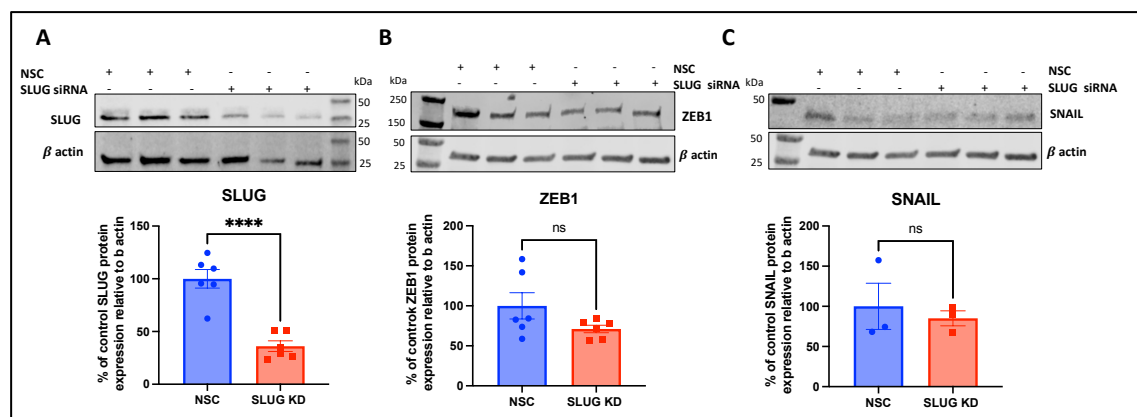 A
NSC + + + - - -
SLUG siRNA - - - + + + kDa
SLUG 50
25
β actin 50
25
SLUG
% of control SLUG protein
expression relative to b actin
150
100
50
0
****
NSC SLUG KD
B
+ + + - - - NSC
kDa - - - + + + SLUG siRNA
250
150 ZEB1
50
25 β actin
ZEB1
% of controk ZEB1 protein
expression relative to b actin
200
150
100
50
0
ns
NSC SLUG KD
C
+ + + - - - NSC
kDa - - - + + + SLUG siRNA
50 SNAIL
50
25 β actin
SNAIL
% of control SNAIL protein
expression relative to b actin
200
150
100
50
0
ns
NSC SLUG KD